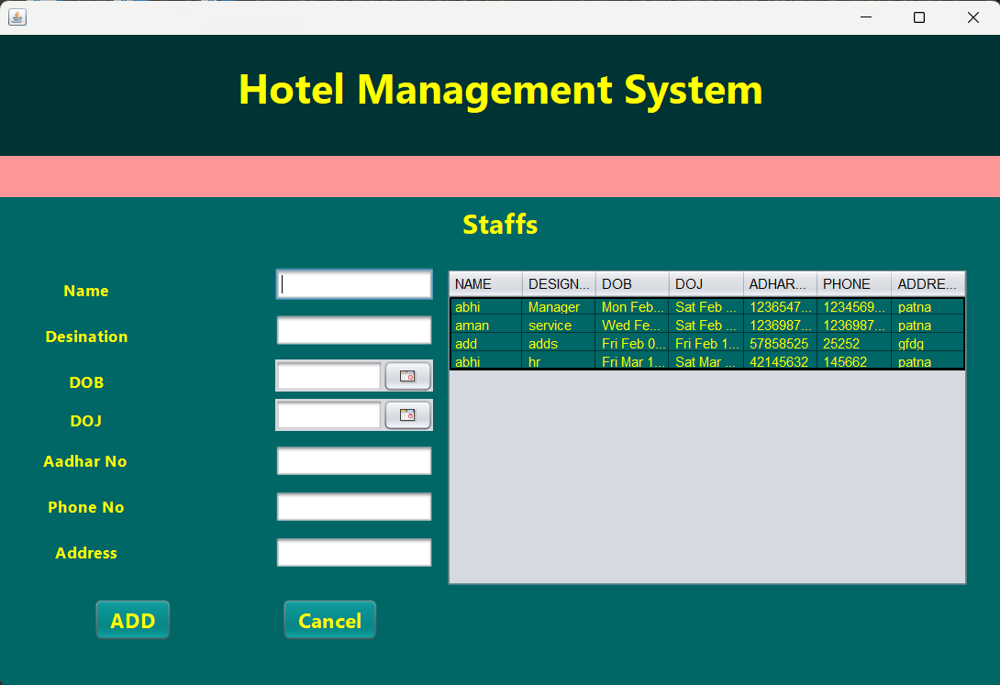 Hotel Management System
Staffs
Name
Desination
DOB
DOJ
Aadhar No
Phone No
Address
ADD
Cancel
NAME DESIGN... DOB DOJ ADHAR... PHONE ADDRE...
abhi Manager Mon Feb... Sat Feb ... 1236547... 1234569... patna
aman service Wed Fe... Sat Feb ... 1236987... 1236987... patna
add adds Fri Feb 0... Fri Feb 1... 57858525 25252 gfdg
abhi hr Fri Mar 1... Sat Mar ... 42145632 145662 patna